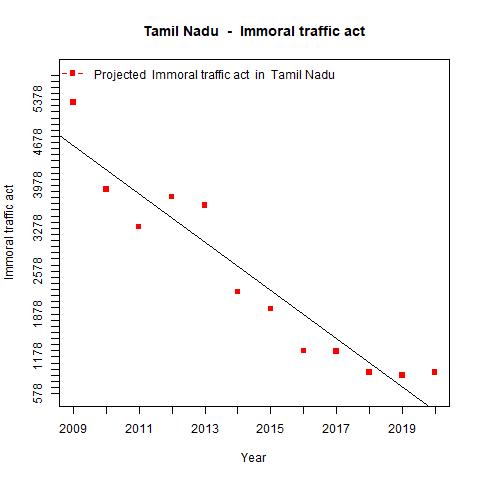 Tamil Nadu - Immoral traffic act
Projected Immoral traffic act in Tamil Nadu
Immoral traffic act
5378
4678
3978
3278
2578
1878
1178
578
2009 2011 2013 2015 2017 2019
Year